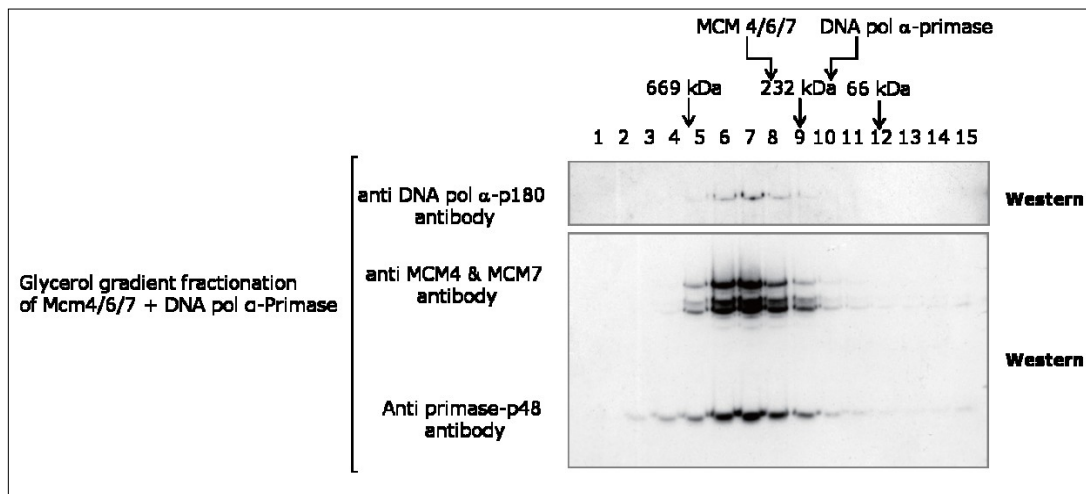 MCM 4/6/7 DNA pol α-primase
669 kDa 232 kDa 66 kDa
1 2 3 4 5 6 7 8 9 10 11 12 13 14 15
anti DNA pol α-p180
antibody
Western
anti MCM4 & MCM7
antibody
Glycerol gradient fractionation
of Mcm4/6/7 + DNA pol α-Primase
Western
Anti primase-p48
antibody